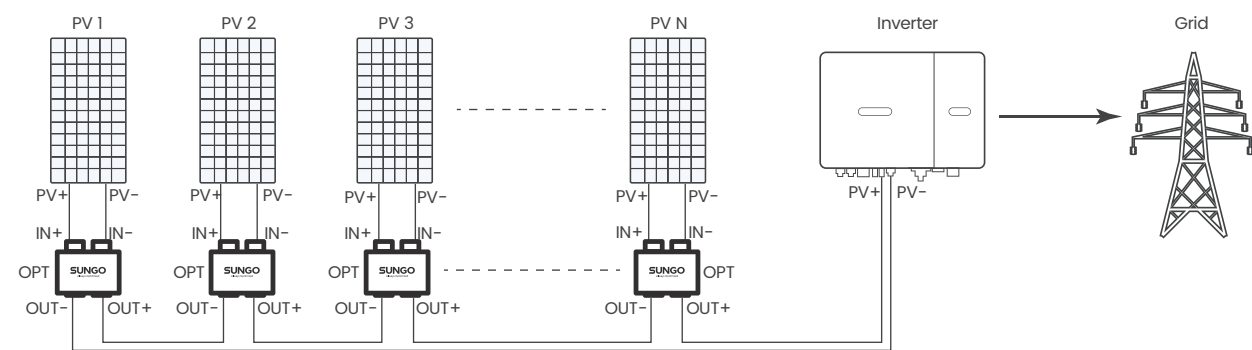 PV 1 PV 2 PV 3 PV N Inverter Grid
PV+ PV- PV+ PV- PV+ PV- PV+ PV- PV+ PV-
IN+ IN- IN+ IN- IN+ IN- IN+ IN-
OPT SUNGO OPT SUNGO OPT SUNGO SUNGO OPT
OUT- OUT+ OUT- OUT+ OUT- OUT+ OUT- OUT+